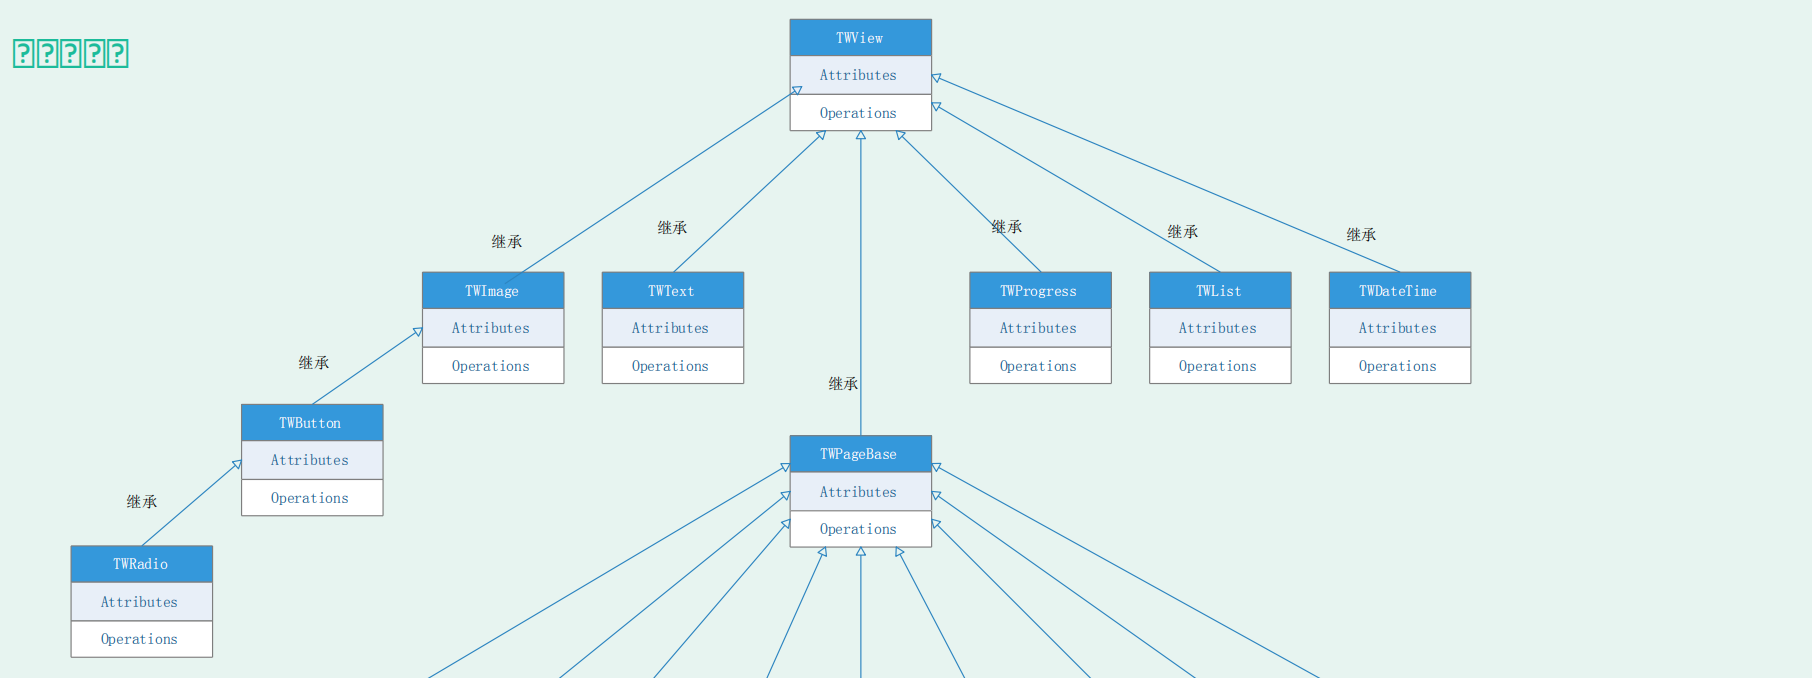 TWView
Attributes
Operations
继承
继承
继承
继承
继承
TWImage
Attributes
Operations
TWText
Attributes
Operations
TWProgress
Attributes
Operations
TWList
Attributes
Operations
TWDateTime
Attributes
Operations
继承
继承
TWButton
Attributes
Operations
TWPageBase
Attributes
Operations
继承
TWRadio
Attributes
Operations